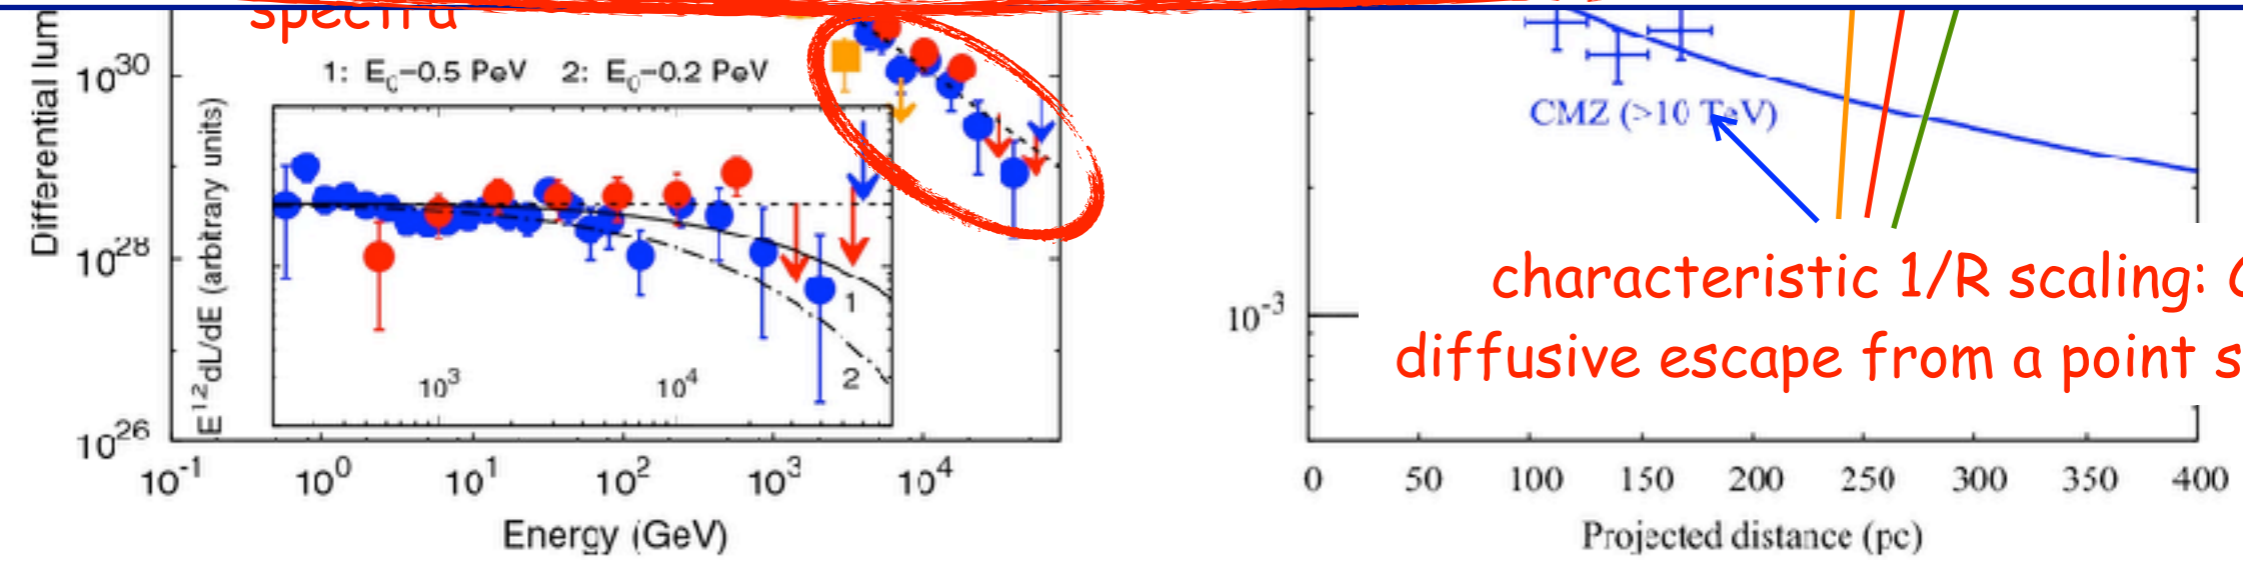 spectra
Differential lum
10^30
10^28
10^26
1: E_0-0.5 PeV 2: E_0-0.2 PeV
E^1.2 dL/dE (arbitrary units)
1
2
10^3 10^4
10^-1 10^0 10^1 10^2 10^3 10^4
Energy (GeV)
CMZ (>10 TeV)
characteristic 1/R scaling:
diffusive escape from a point s
10^-3
0 50 100 150 200 250 300 350 400
Projected distance (pc)